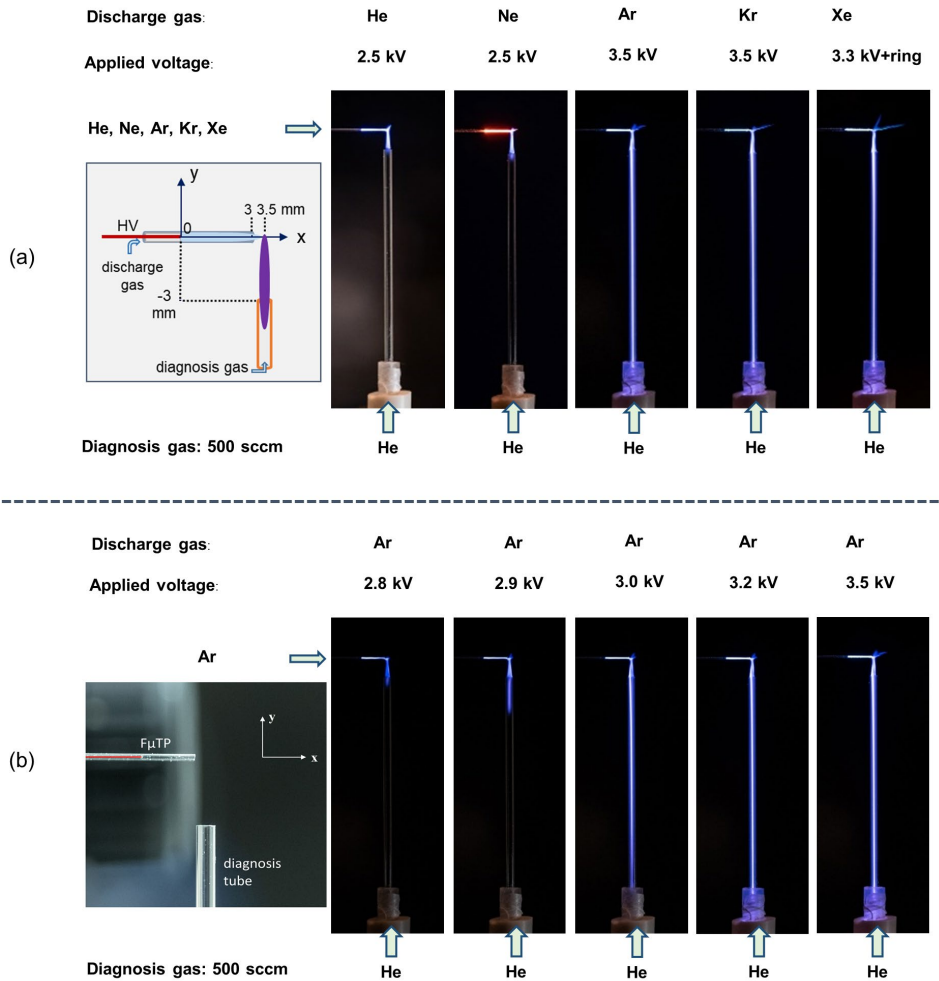 Discharge gas: He Ne Ar Kr Xe
Applied voltage: 2.5 kV 2.5 kV 3.5 kV 3.5 kV 3.3 kV+ring
He, Ne, Ar, Kr, Xe
(a)
y
3 3.5 mm
HV 0 x
discharge
gas
-3
mm
diagnosis gas
Diagnosis gas: 500 sccm He He He He He
Discharge gas: Ar Ar Ar Ar Ar
Applied voltage: 2.8 kV 2.9 kV 3.0 kV 3.2 kV 3.5 kV
Ar
(b)
y
FμTP
x
diagnosis
tube
Diagnosis gas: 500 sccm He He He He He